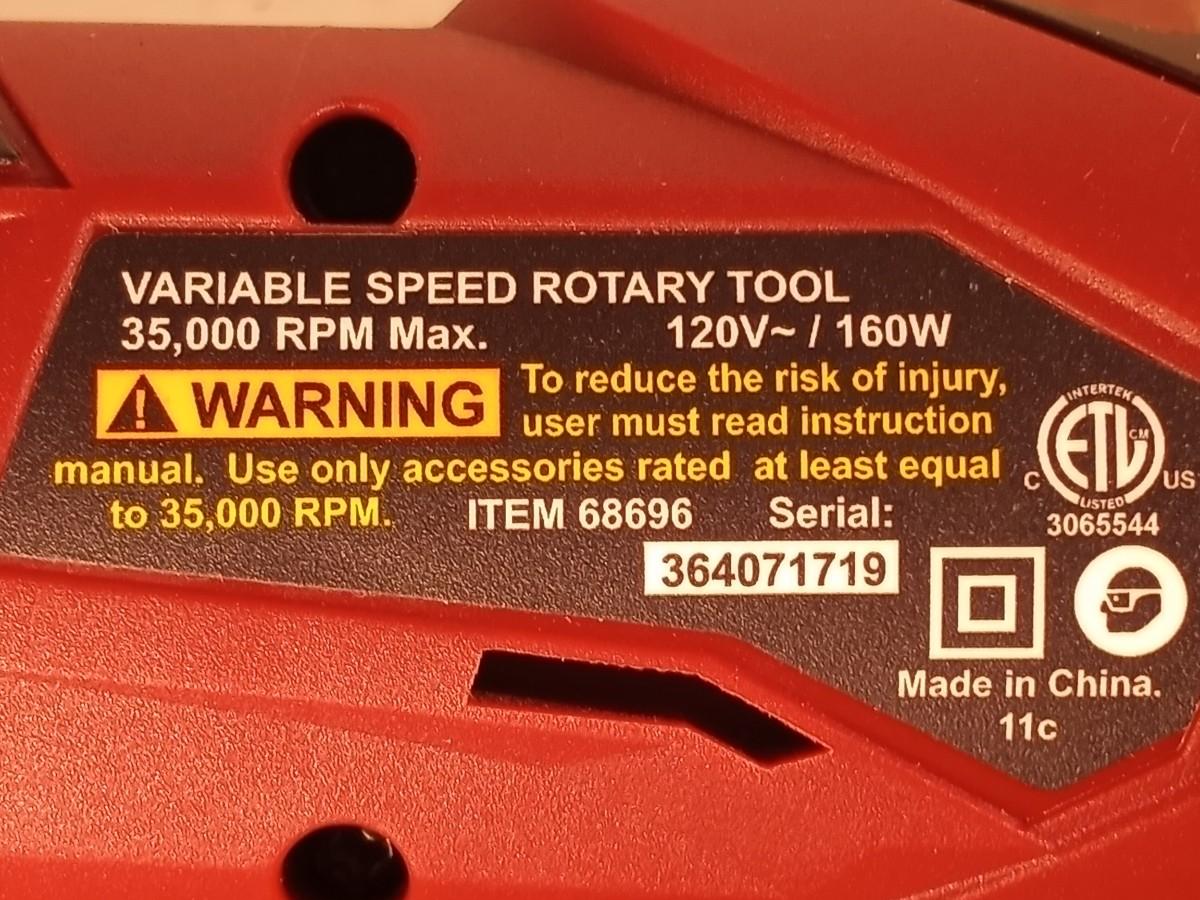 VARIABLE SPEED ROTARY TOOL
35,000 RPM Max. 120V~ / 160W
WARNING To reduce the risk of injury,
user must read instruction
manual. Use only accessories rated at least equal
to 35,000 RPM. ITEM 68696 Serial:
364071719
INTERTEK
ETL CM
C US
LISTED
3065544
Made in China.
11c